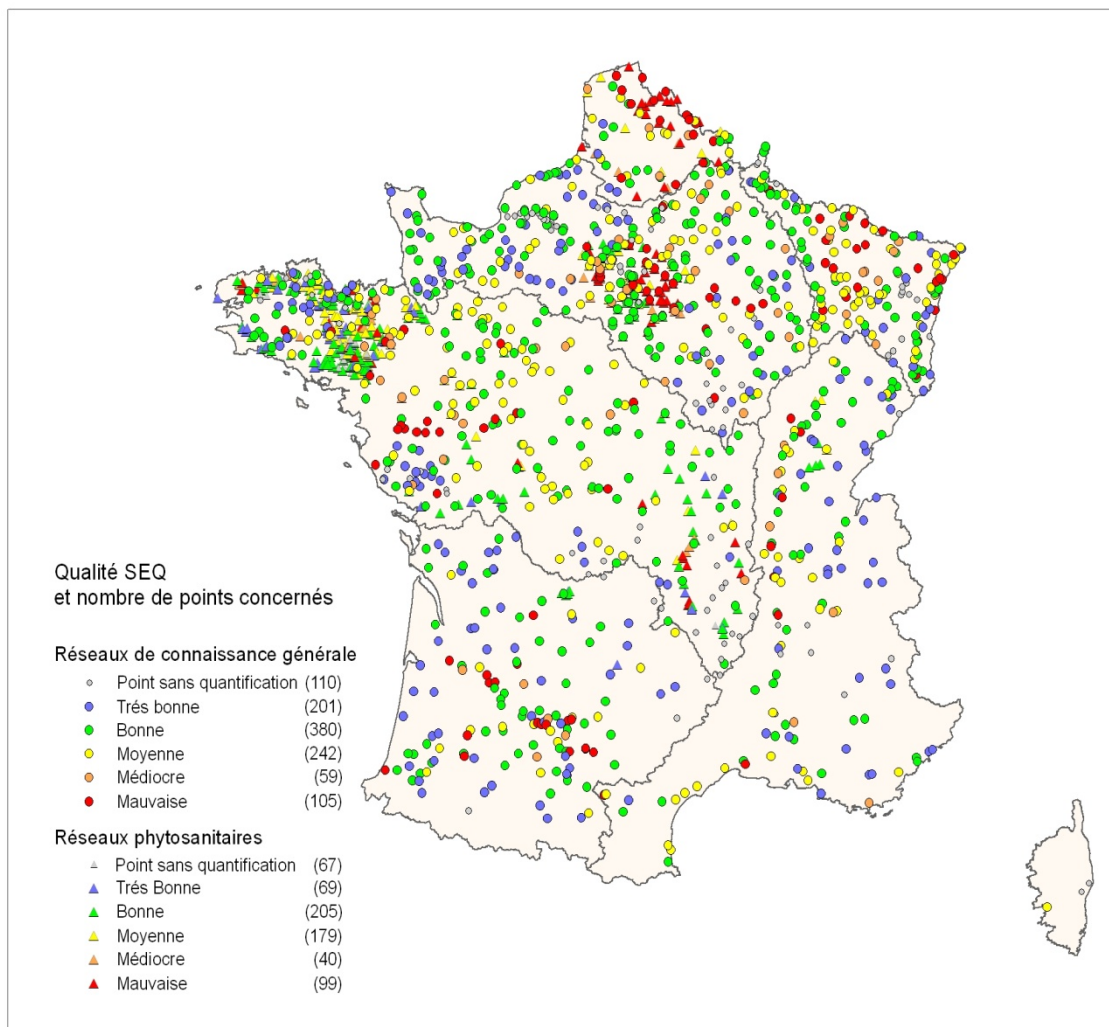 Qualité SEQ
et nombre de points concernés
Réseaux de connaissance générale
Point sans quantification (110)
Trés bonne (201)
Bonne (380)
Moyenne (242)
Médiocre (59)
Mauvaise (105)
Réseaux phytosanitaires
Point sans quantification (67)
Trés Bonne (69)
Bonne (205)
Moyenne (179)
Médiocre (40)
Mauvaise (99)